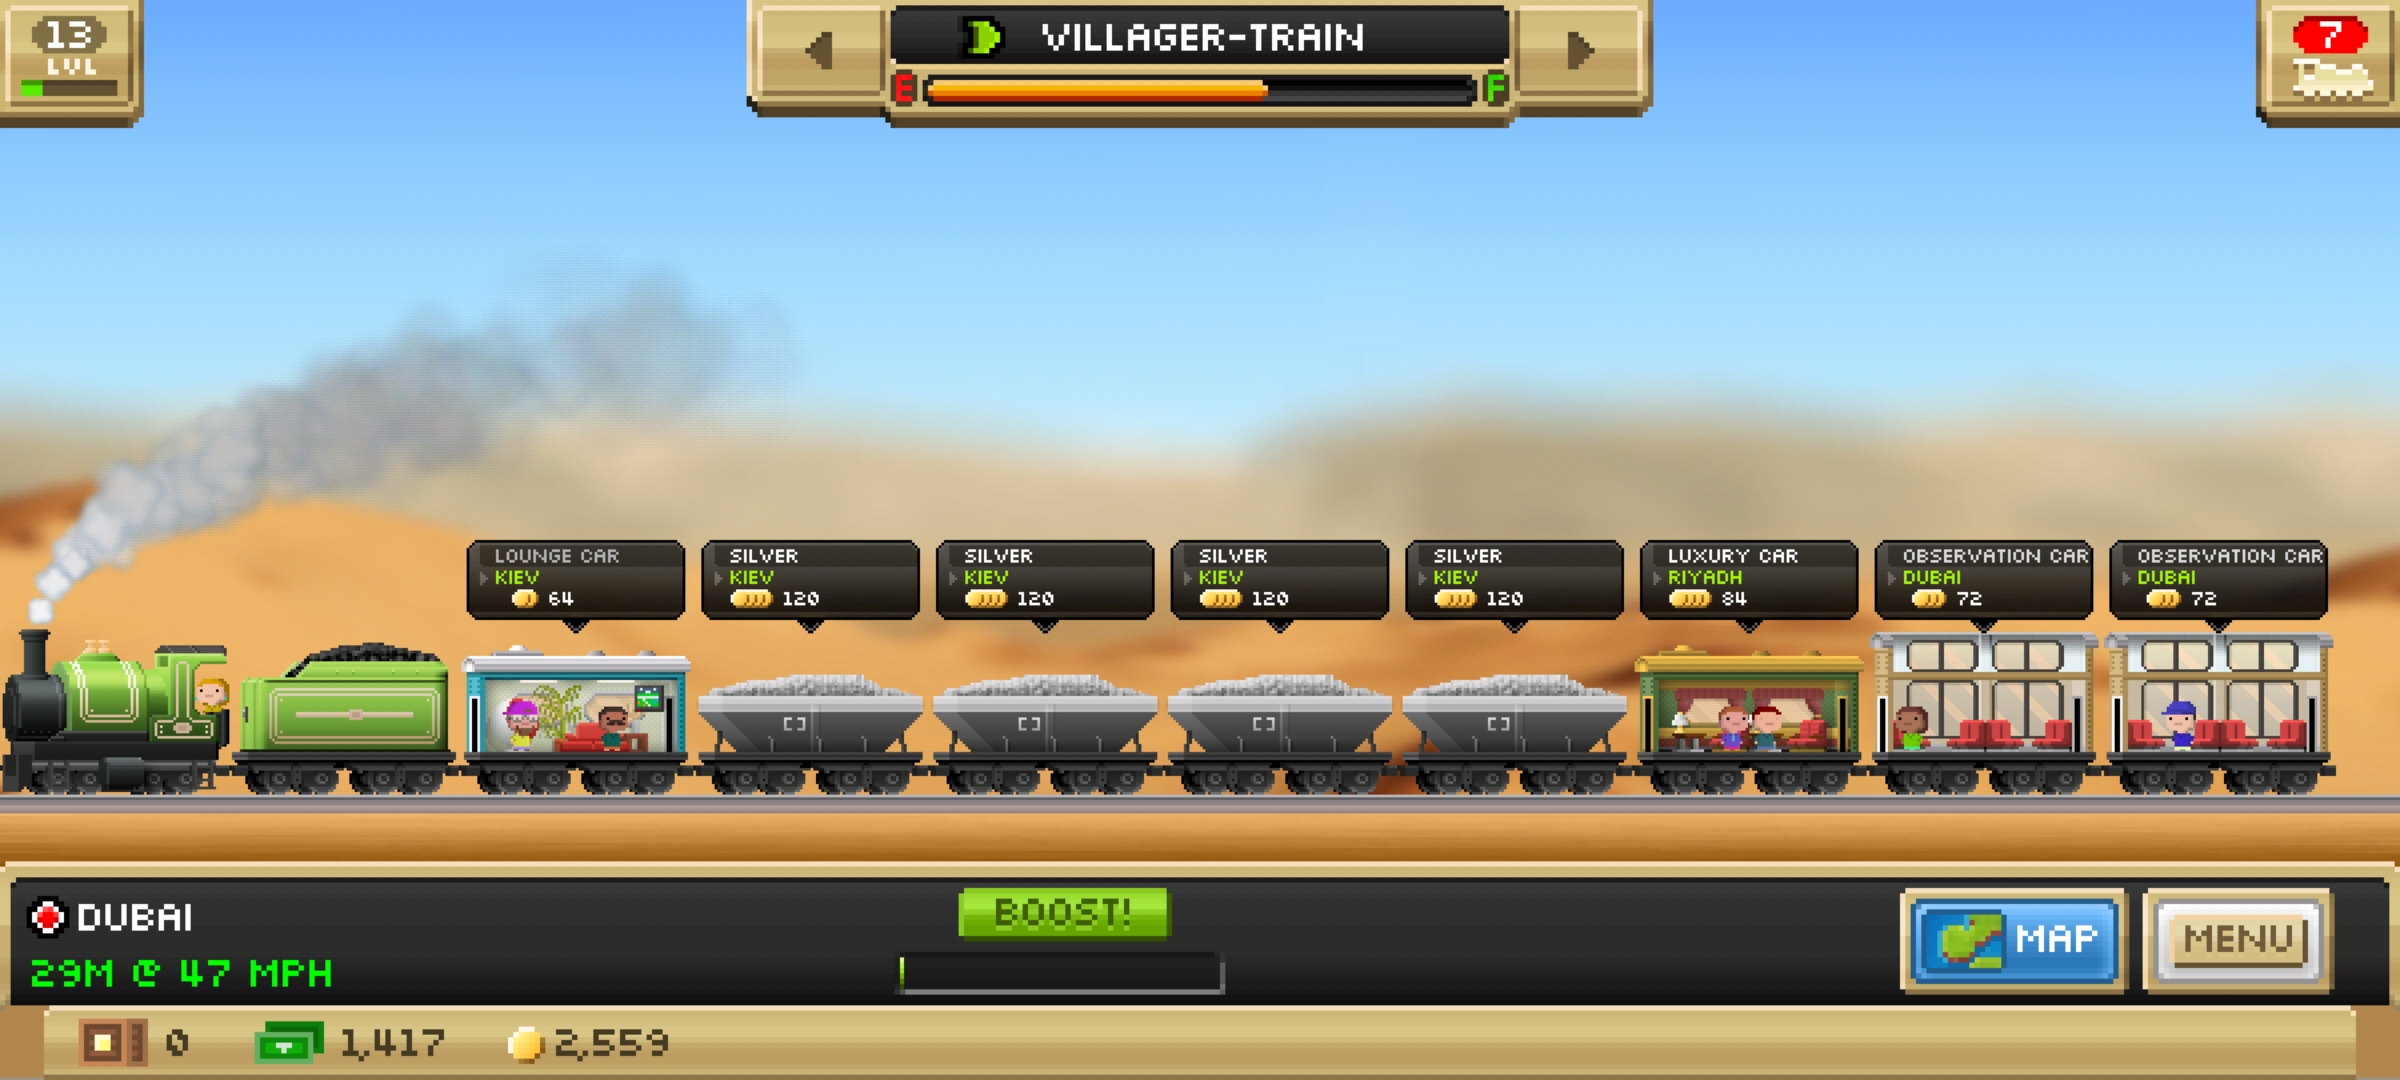 13
LVL
VILLAGER-TRAIN
E F
7
LOUNGE CAR
KIEV
64
SILVER
KIEV
120
SILVER
KIEV
120
SILVER
KIEV
120
SILVER
KIEV
120
LUXURY CAR
RIYADH
84
OBSERVATION CAR
DUBAI
72
OBSERVATION CAR
DUBAI
72
DUBAI
29M @ 47 MPH
BOOST!
MAP
MENU
0 1,417 2,559